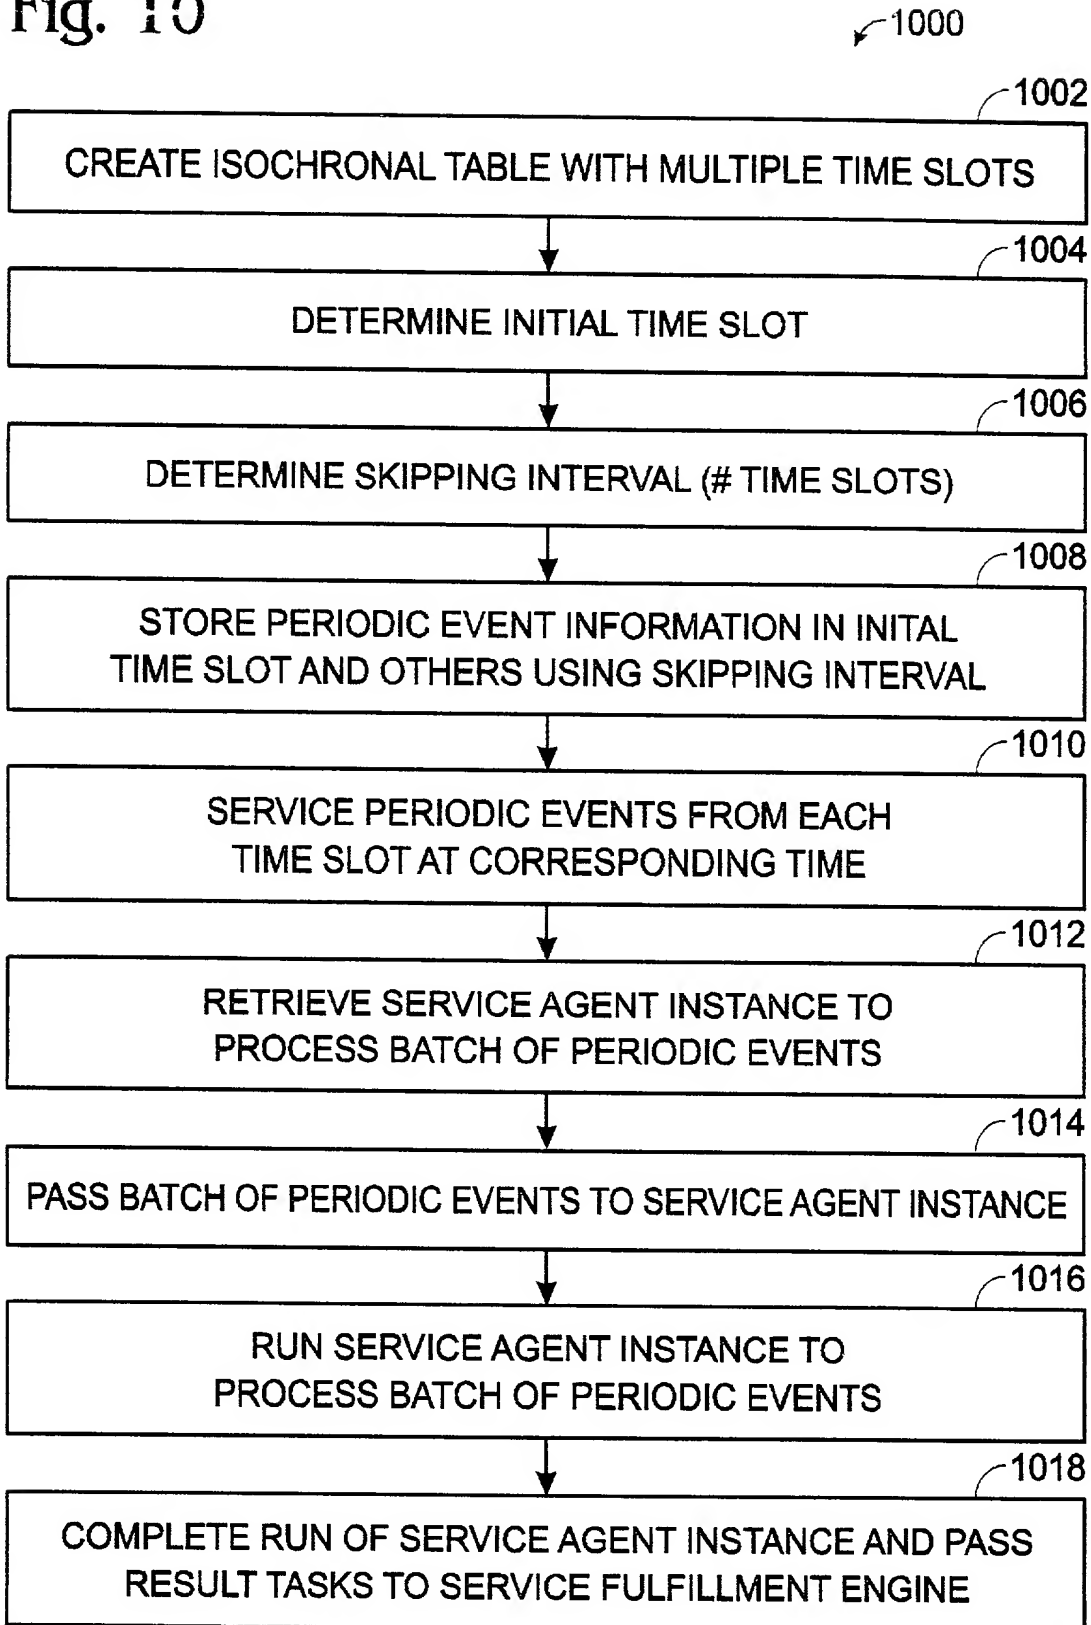 Fig. 10
1000
1002
CREATE ISOCHRONAL TABLE WITH MULTIPLE TIME SLOTS
1004
DETERMINE INITIAL TIME SLOT
1006
DETERMINE SKIPPING INTERVAL (# TIME SLOTS)
1008
STORE PERIODIC EVENT INFORMATION IN INITAL
TIME SLOT AND OTHERS USING SKIPPING INTERVAL
1010
SERVICE PERIODIC EVENTS FROM EACH
TIME SLOT AT CORRESPONDING TIME
1012
RETRIEVE SERVICE AGENT INSTANCE TO
PROCESS BATCH OF PERIODIC EVENTS
1014
PASS BATCH OF PERIODIC EVENTS TO SERVICE AGENT INSTANCE
1016
RUN SERVICE AGENT INSTANCE TO
PROCESS BATCH OF PERIODIC EVENTS
1018
COMPLETE RUN OF SERVICE AGENT INSTANCE AND PASS
RESULT TASKS TO SERVICE FULFILLMENT ENGINE